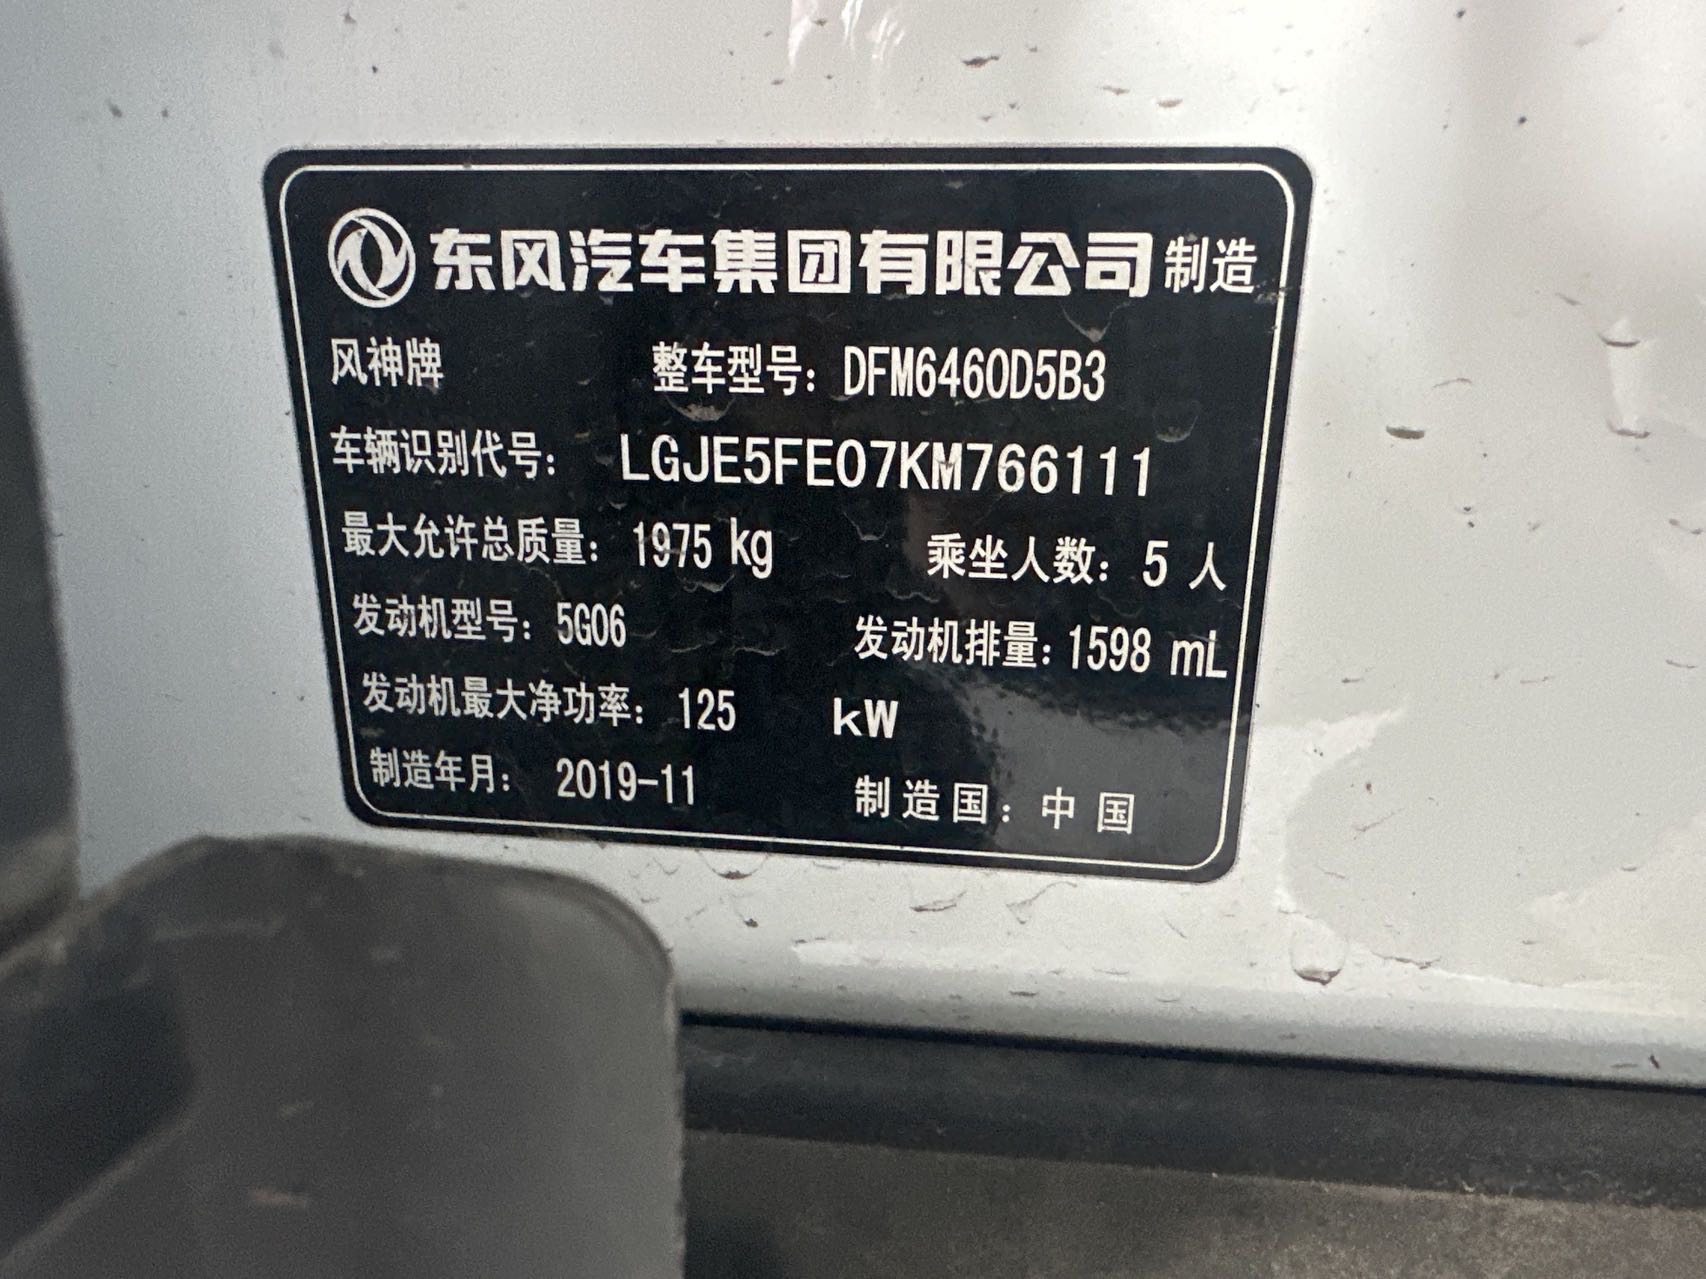 东风汽车集团有限公司制造
风神牌 整车型号：DFM6460D5B3
车辆识别代号： LGJE5FE07KM766111
最大允许总质量： 1975 kg 乘坐人数： 5 人
发动机型号： 5G06 发动机排量：1598 mL
发动机最大净功率： 125 kW
制造年月： 2019-11 制造国：中国